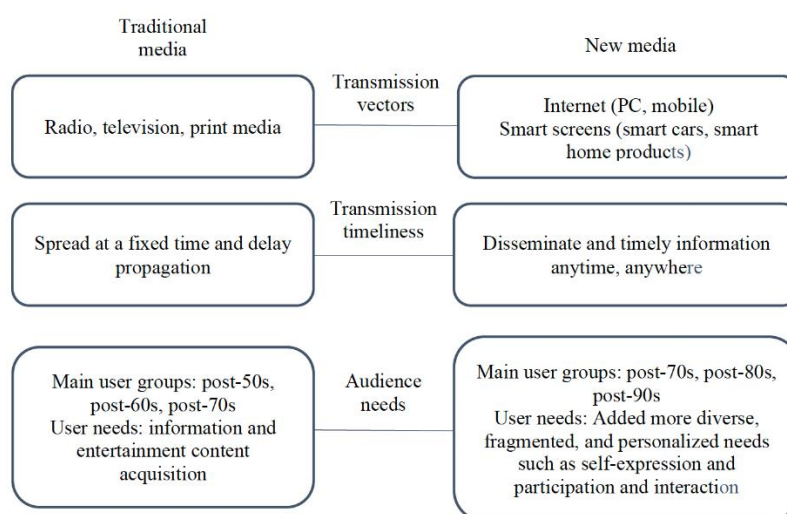 Traditional
media
New media
Transmission
vectors
Radio, television, print media
Internet (PC, mobile)
Smart screens (smart cars, smart
home products)
Transmission
timeliness
Spread at a fixed time and delay
propagation
Disseminate and timely information
anytime, anywhere
Audience
needs
Main user groups: post-50s,
post-60s, post-70s
User needs: information and
entertainment content
acquisition
Main user groups: post-70s, post-80s,
post-90s
User needs: Added more diverse,
fragmented, and personalized needs
such as self-expression and
participation and interaction